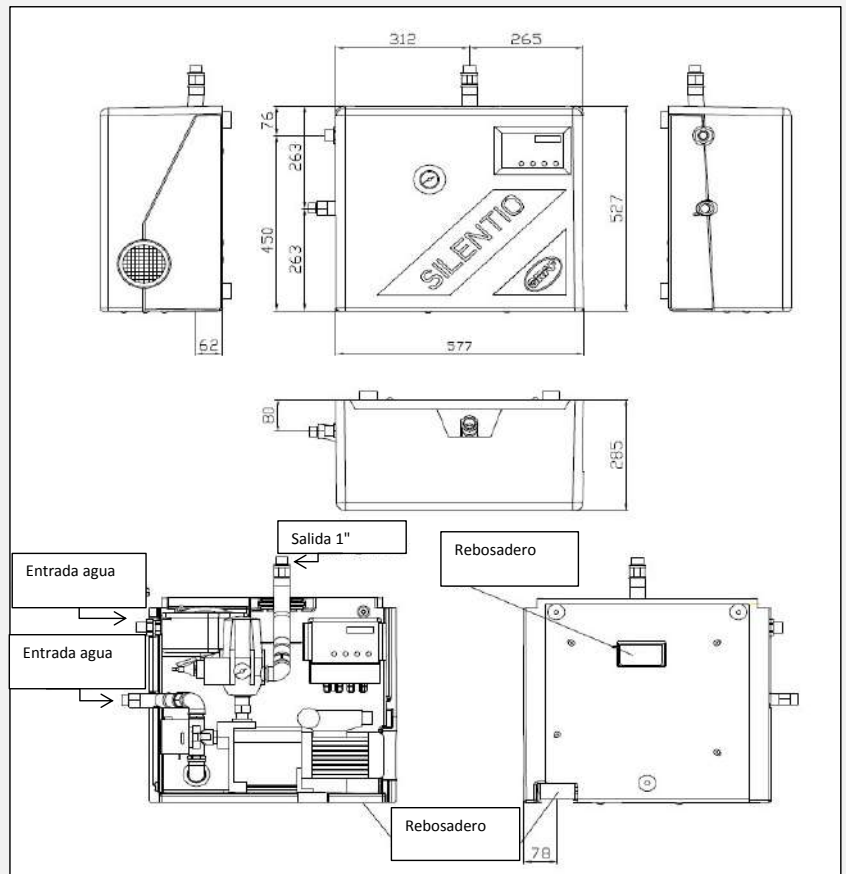 312
265
76
263
450
263
527
SILENTIO
62
577
80
285
Salida 1"
Rebosadero
Entrada agua
Entrada agua
Rebosadero
78